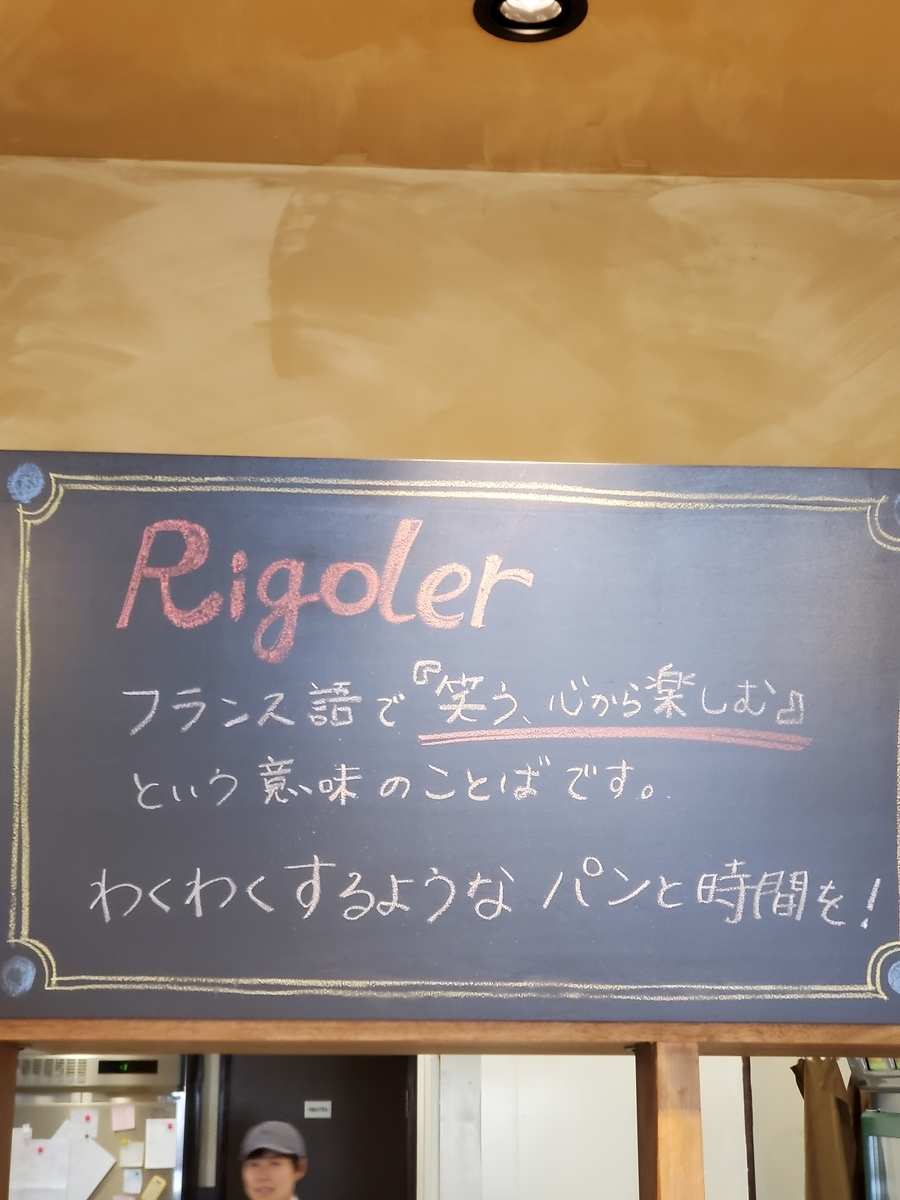 Rigoler
フランス語で『笑う、心から楽しむ』
という意味のことばです。
わくわくするような パンと時間を!